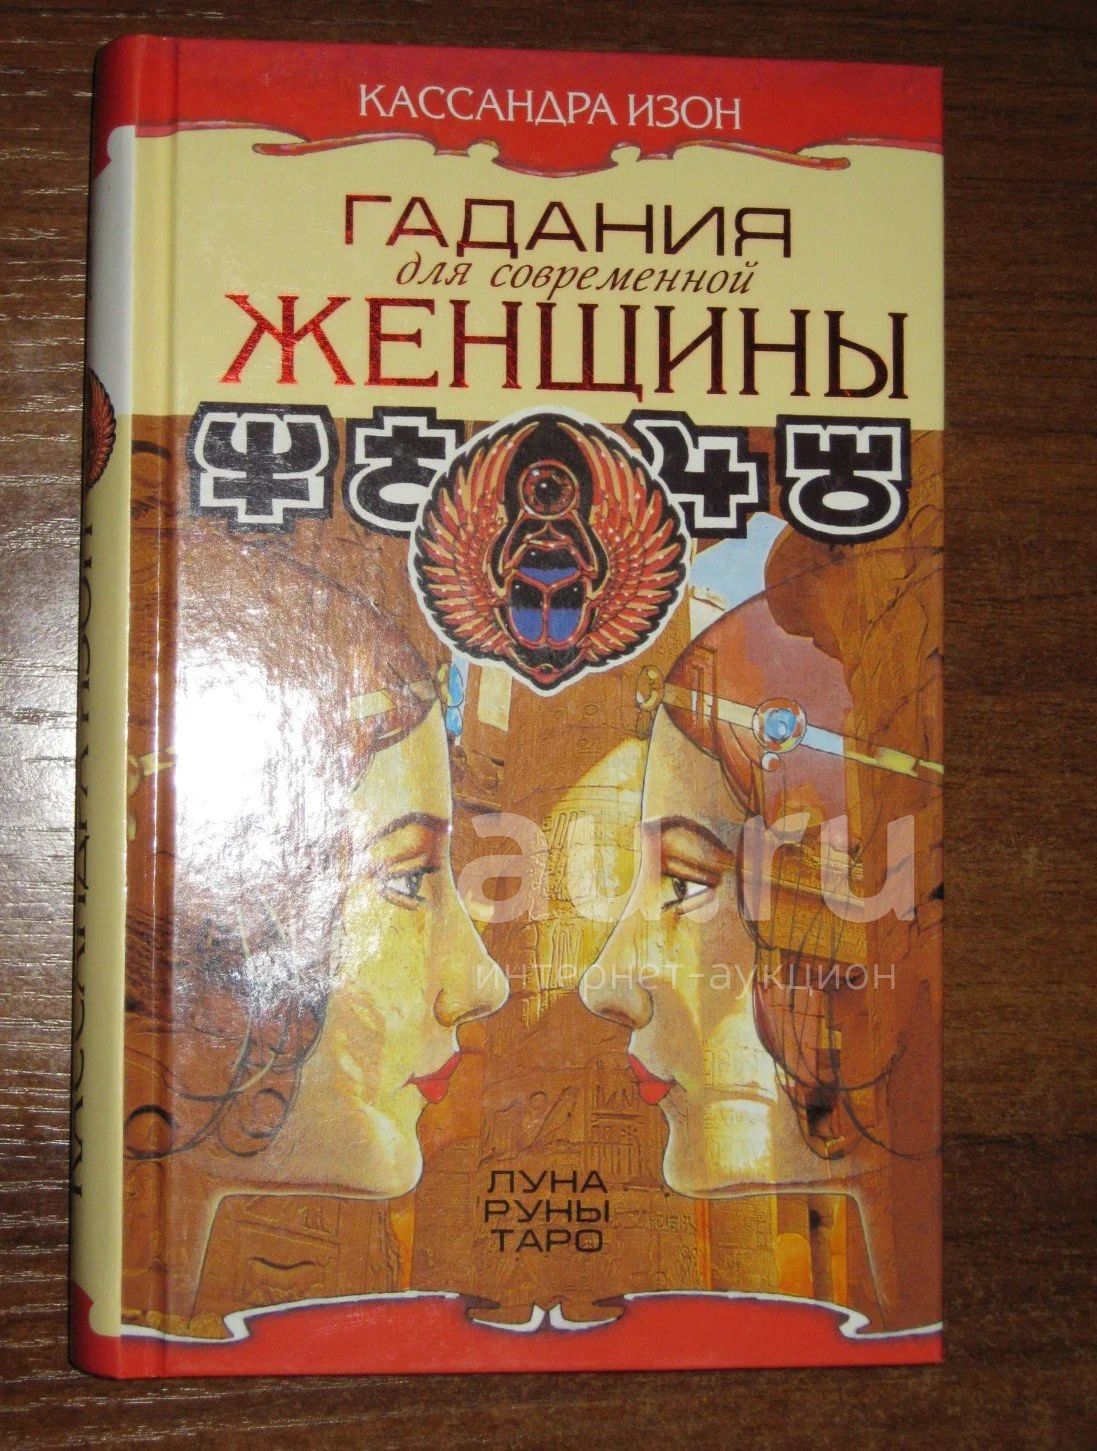 КАССАНДРА ИЗОН
ГАДАНИЯ
для современной
ЖЕНЩИНЫ
au.ru
интернет-аукцион
ЛУНА
РУНЫ
ТАРО